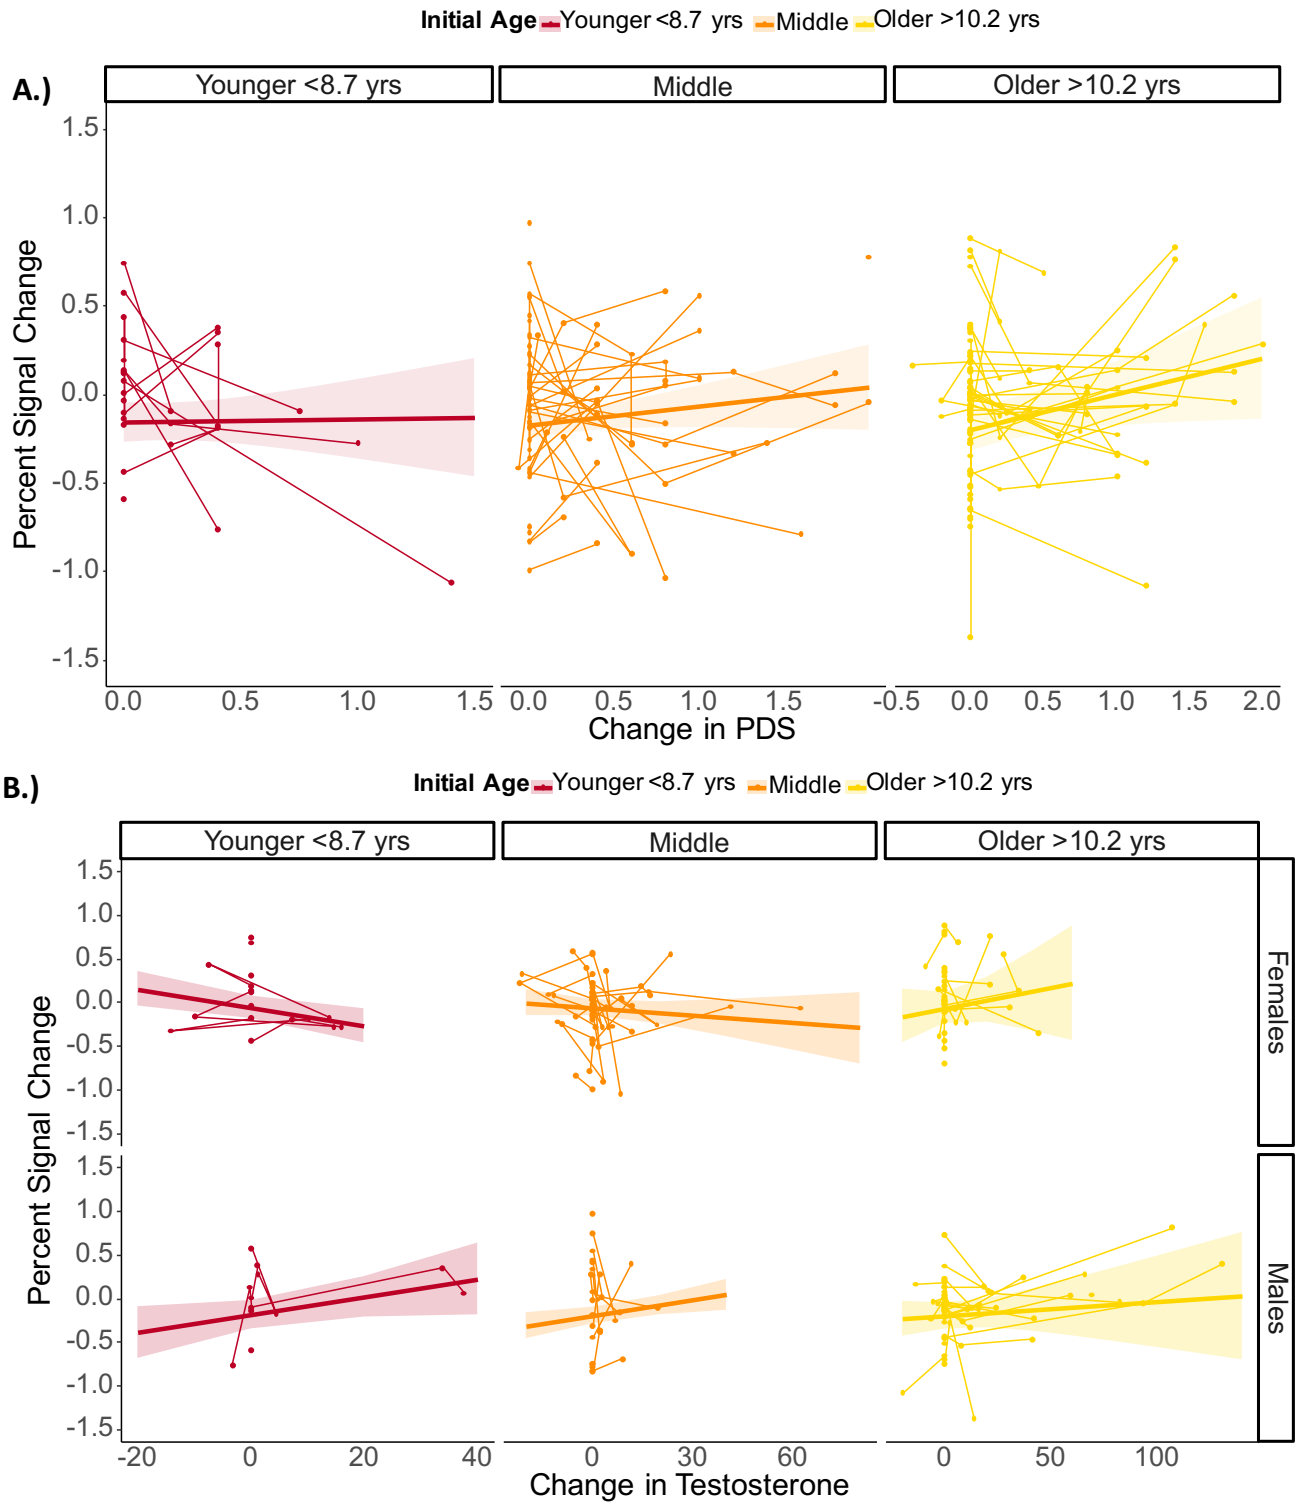 Initial Age Younger <8.7 yrs Middle Older >10.2 yrs
A.)
Younger <8.7 yrs Middle Older >10.2 yrs
Percent Signal Change
1.5
1.0
0.5
0.0
-0.5
-1.0
-1.5
0.0 0.5 1.0 1.5 0.0 0.5 1.0 1.5 -0.5 0.0 0.5 1.0 1.5 2.0
Change in PDS
B.)
Initial Age Younger <8.7 yrs Middle Older >10.2 yrs
Younger <8.7 yrs Middle Older >10.2 yrs
Percent Signal Change
1.5
1.0
0.5
0.0
-0.5
-1.0
-1.5
Females
Percent Signal Change
1.5
1.0
0.5
0.0
-0.5
-1.0
-1.5
Males
-20 0 20 40 0 30 60 0 50 100
Change in Testosterone